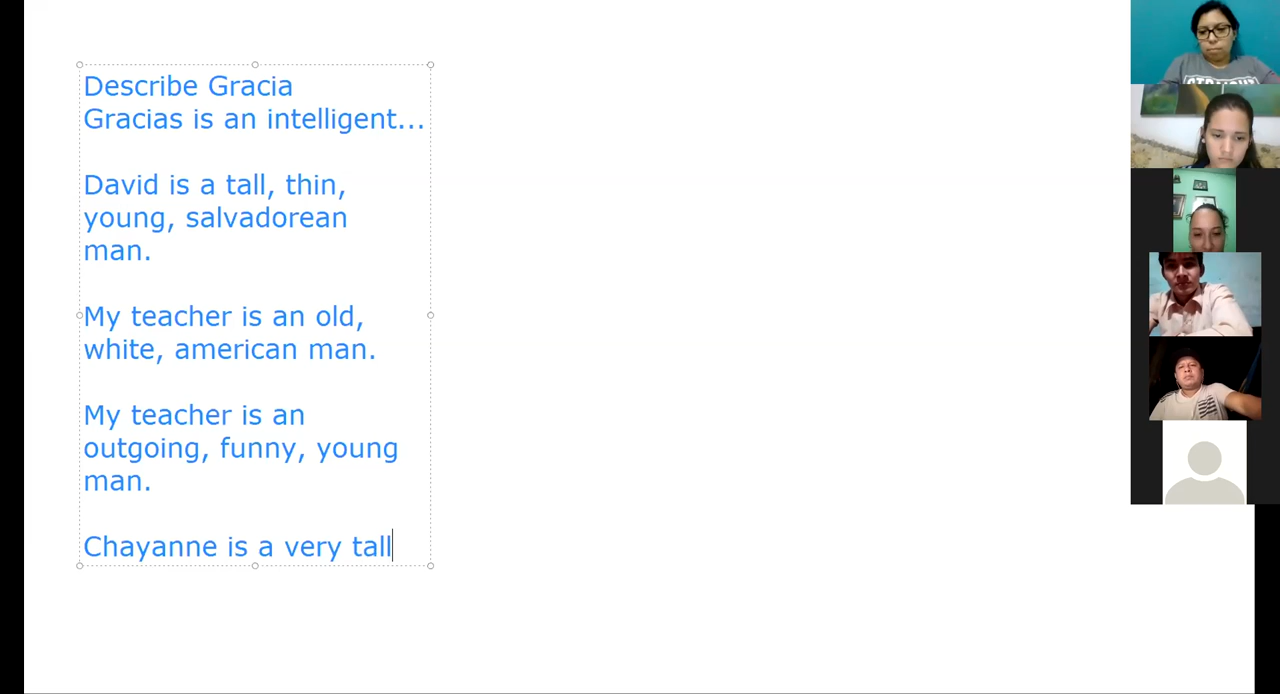 Describe Gracia
Gracias is an intelligent...
David is a tall, thin,
young, salvadorean
man.
My teacher is an old,
white, american man.
My teacher is an
outgoing, funny, young
man.
Chayanne is a very tall